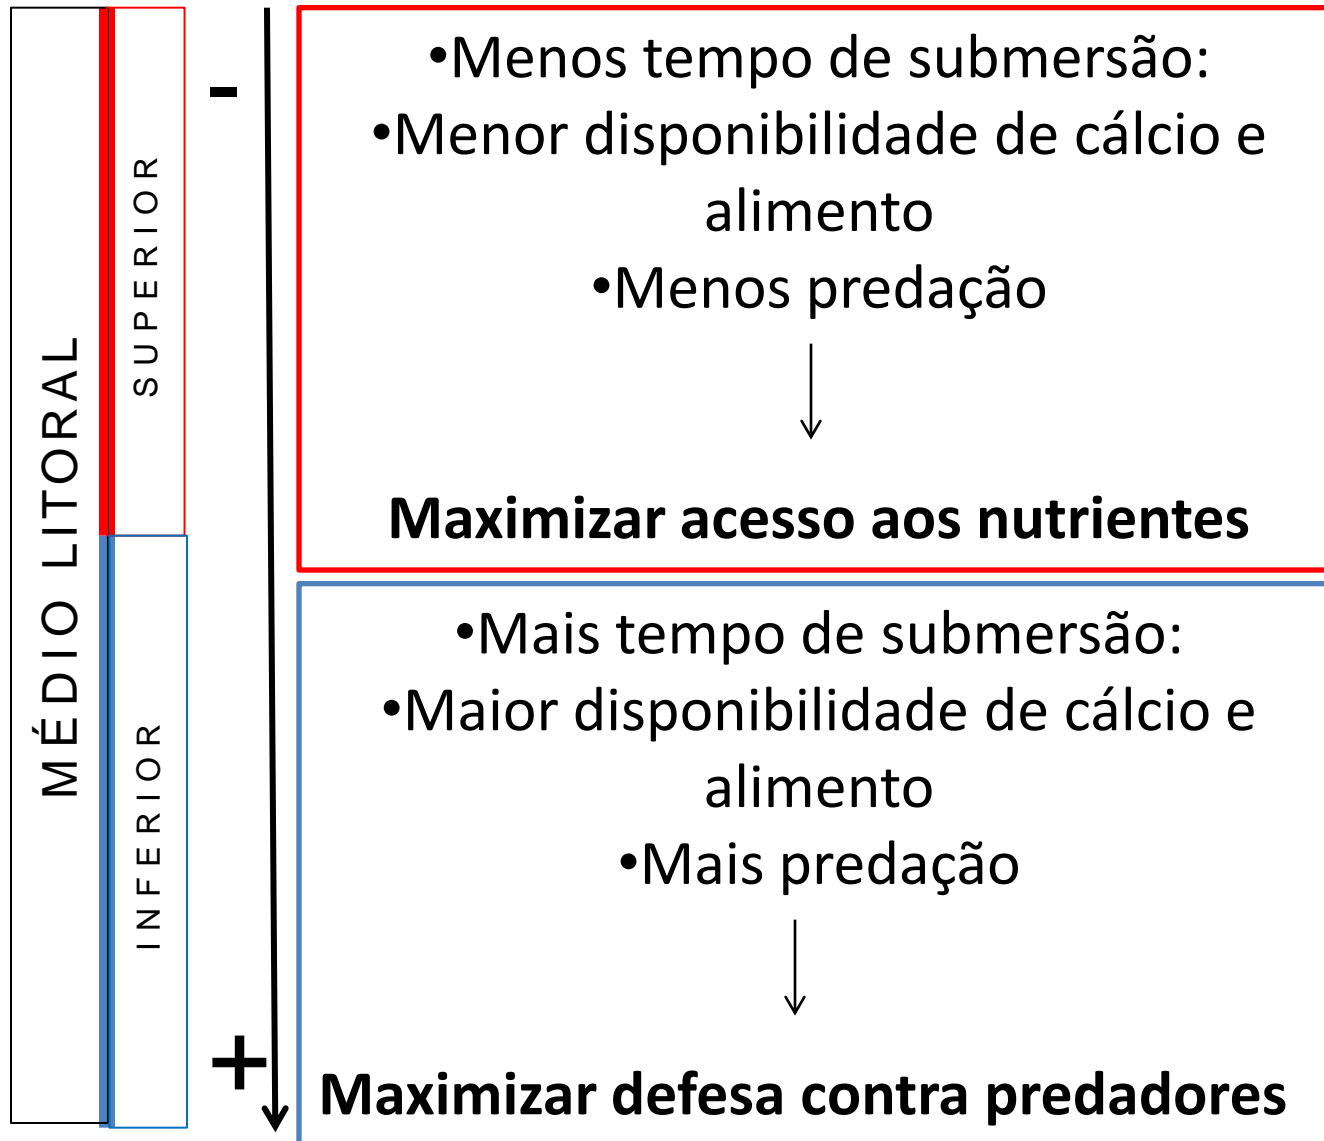 MÉDIO LITORAL
SUPERIOR
INFERIOR
-
+
•Menos tempo de submersão:
•Menor disponibilidade de cálcio e
alimento
•Menos predação
Maximizar acesso aos nutrientes
•Mais tempo de submersão:
•Maior disponibilidade de cálcio e
alimento
•Mais predação
Maximizar defesa contra predadores